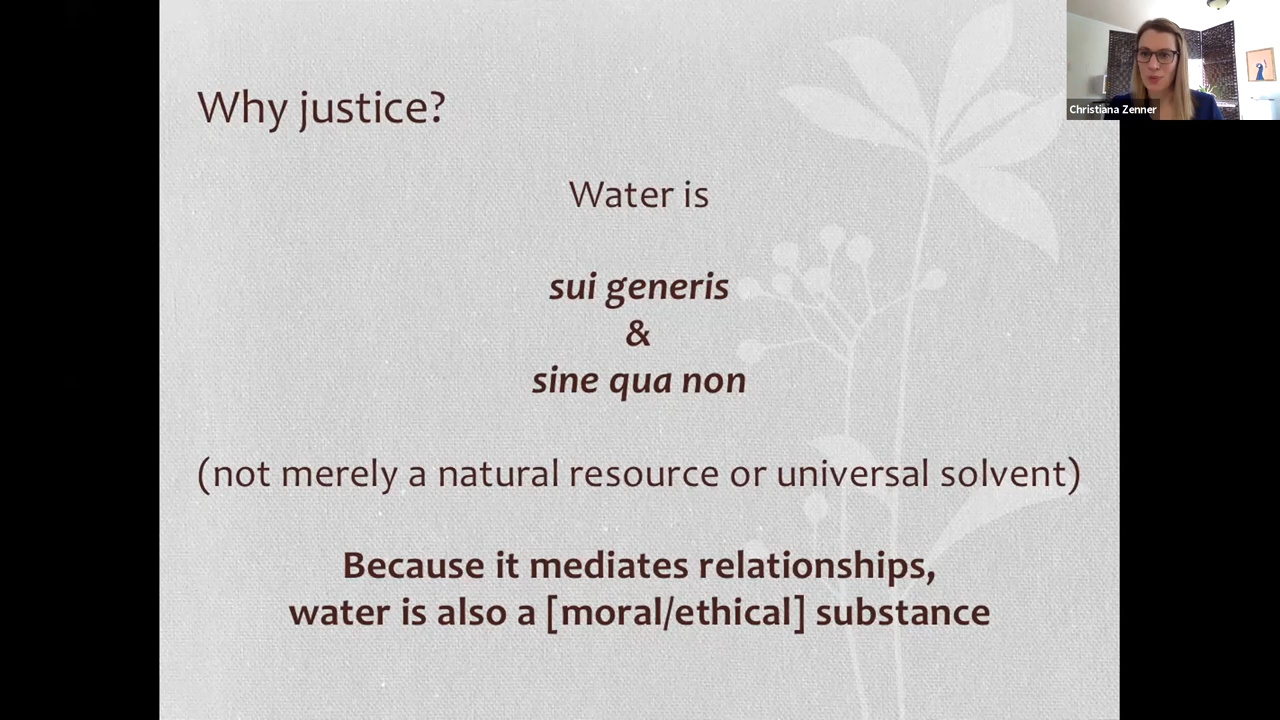 Why justice?
Christiana Zenner
Water is
sui generis
&
sine qua non
(not merely a natural resource or universal solvent)
Because it mediates relationships,
water is also a [moral/ethical] substance